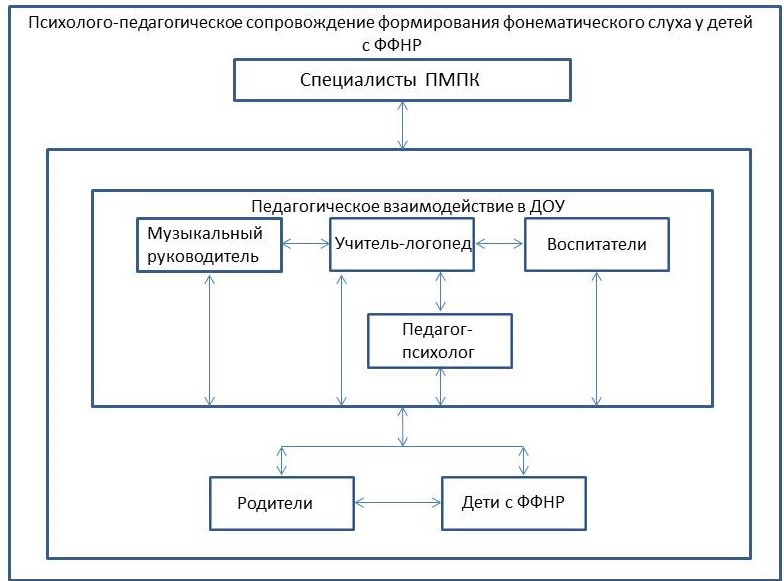 Психолого-педагогическое сопровождение формирования фонематического слуха у детей
с ФФНР
Специалисты ПМПК
Педагогическое взаимодействие в ДОУ
Музыкальный
руководитель
Учитель-логопед
Воспитатели
Педагог-
психолог
Родители
Дети с ФФНР